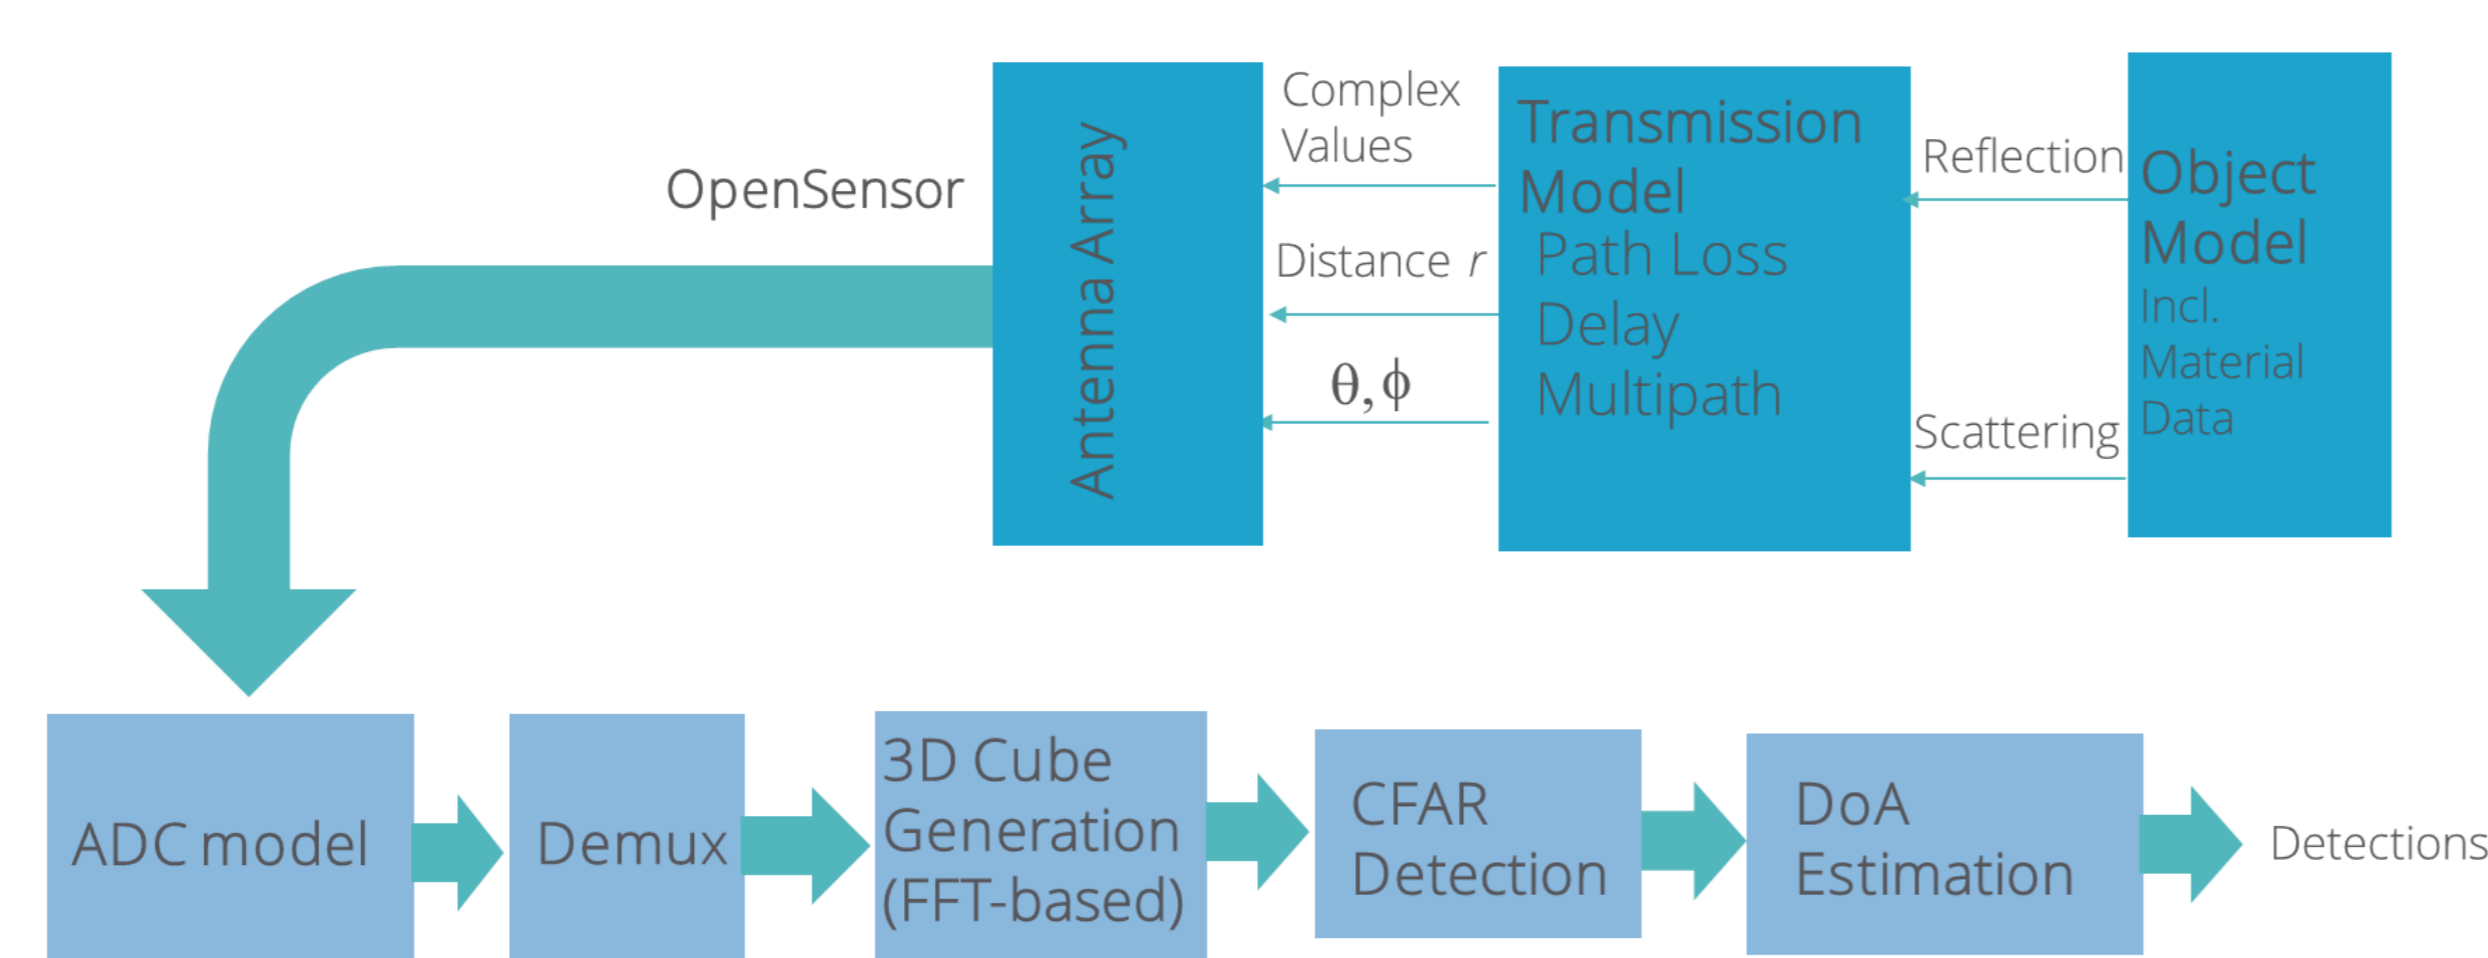 OpenSensor
Antenna Array
Complex
Values
Distance r
θ, ϕ
Transmission
Model
Path Loss
Delay
Multipath
Reflection
Scattering
Object
Model
Incl.
Material
Data
ADC model
Demux
3D Cube
Generation
(FFT-based)
CFAR
Detection
DoA
Estimation
Detections